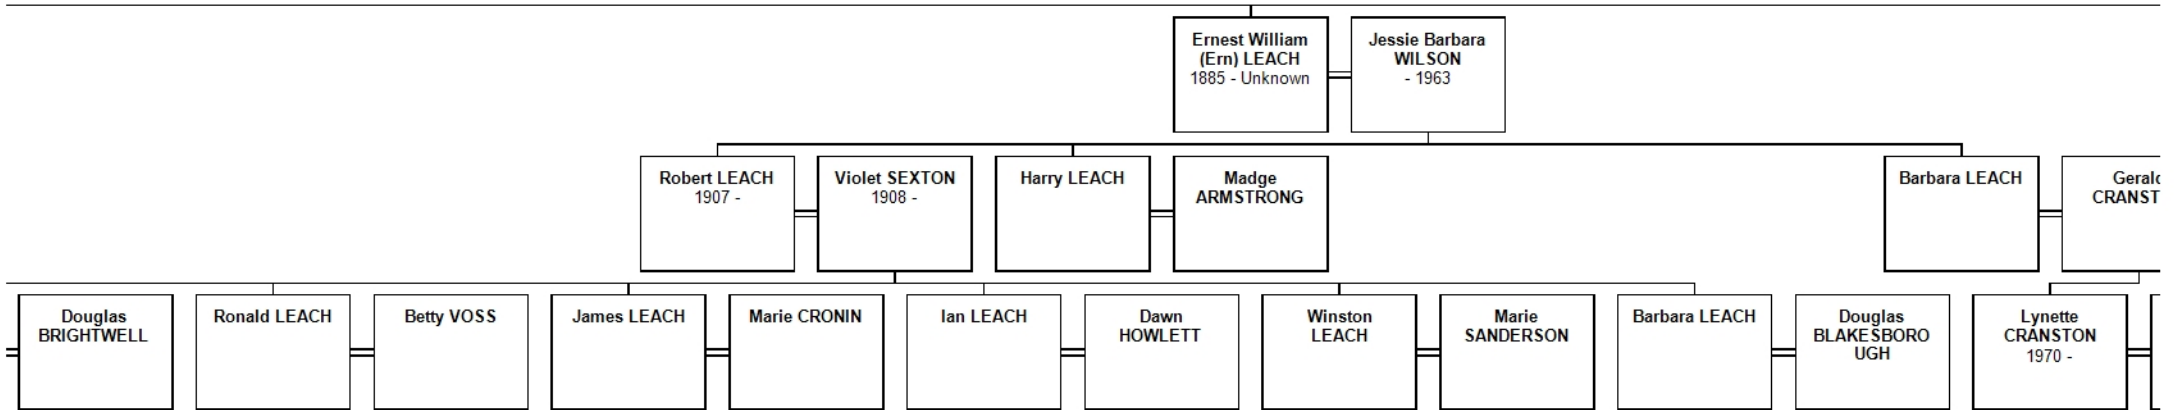 Ernest William
(Ern) LEACH
1885 - Unknown
Jessie Barbara
WILSON
- 1963
Robert LEACH
1907 -
Violet SEXTON
1908 -
Harry LEACH
Madge
ARMSTRONG
Barbara LEACH
Geral
CRANST
Douglas
BRIGHTWELL
Ronald LEACH
Betty VOSS
James LEACH
Marie CRONIN
Ian LEACH
Dawn
HOWLETT
Winston
LEACH
Marie
SANDERSON
Barbara LEACH
Douglas
BLAKESBORO
UGH
Lynette
CRANSTON
1970 -